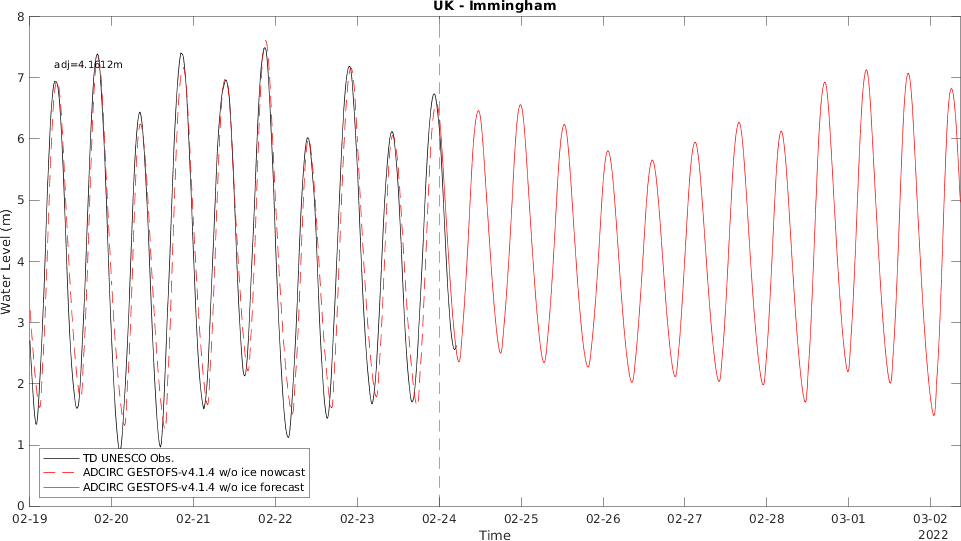 UK - Immingham
8
7
6
5
4
3
2
1
0
Water Level (m)
adj=4.1612m
TD UNESCO Obs.
ADCIRC GESTOFS-v4.1.4 w/o ice nowcast
ADCIRC GESTOFS-v4.1.4 w/o ice forecast
02-19 02-20 02-21 02-22 02-23 02-24 02-25 02-26 02-27 02-28 03-01 03-02
Time
2022